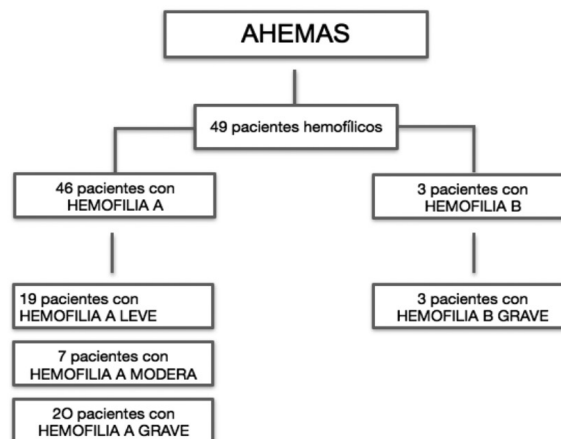 AHEMAS
49 pacientes hemofílicos
46 pacientes con
HEMOFILIA A
3 pacientes con
HEMOFILIA B
19 pacientes con
HEMOFILIA A LEVE
3 pacientes con
HEMOFILIA B GRAVE
7 pacientes con
HEMOFILIA A MODERA
2O pacientes con
HEMOFILIA A GRAVE